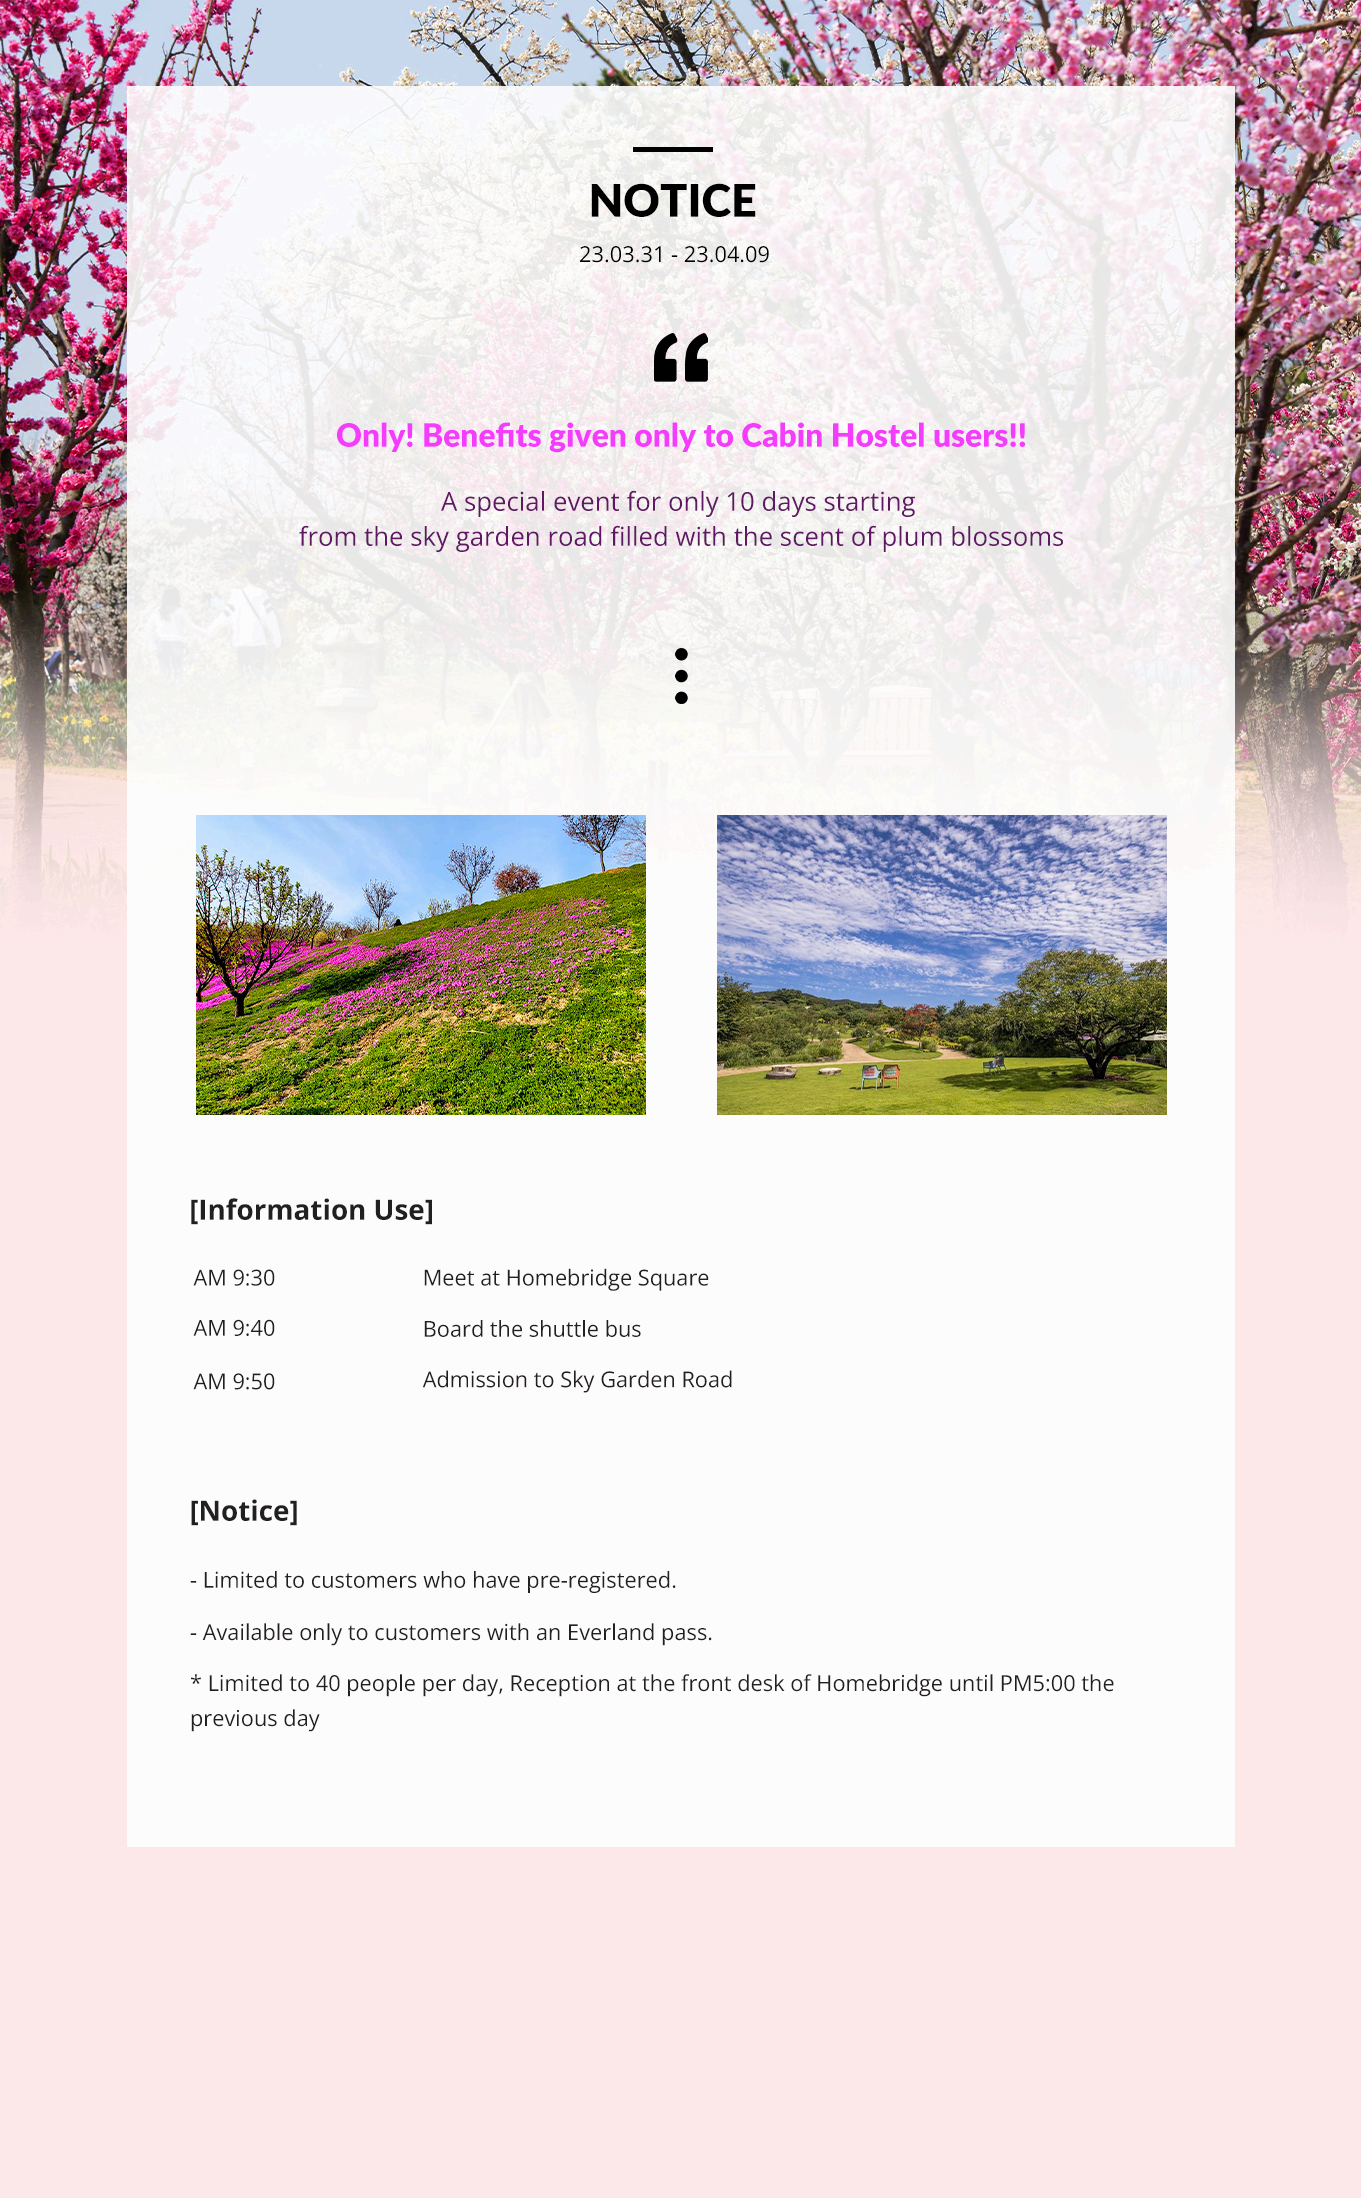 NOTICE
23.03.31 - 23.04.09
“
Only! Benefits given only to Cabin Hostel users!!
A special event for only 10 days starting
from the sky garden road filled with the scent of plum blossoms
[Information Use]
AM 9:30 Meet at Homebridge Square
AM 9:40 Board the shuttle bus
AM 9:50 Admission to Sky Garden Road
[Notice]
- Limited to customers who have pre-registered.
- Available only to customers with an Everland pass.
* Limited to 40 people per day, Reception at the front desk of Homebridge until PM5:00 the
previous day